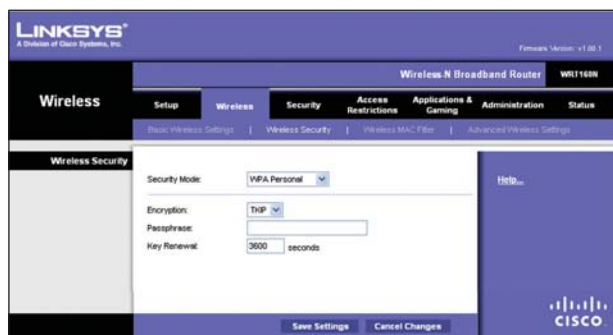 LINKSYS®
A Division of Cisco Systems, Inc.
Firmware Version: v1.00.1
Wireless-N Broadband Router WRT160N
Wireless
Setup Wireless Security Access Restrictions Applications & Gaming Administration Status
Basic Wireless Settings | Wireless Security | Wireless MAC Filter | Advanced Wireless Settings
Wireless Security
Security Mode: WPA Personal
Help...
Encryption: TKIP
Passphrase:
Key Renewal: 3600 seconds
Save Settings Cancel Changes
CISCO.